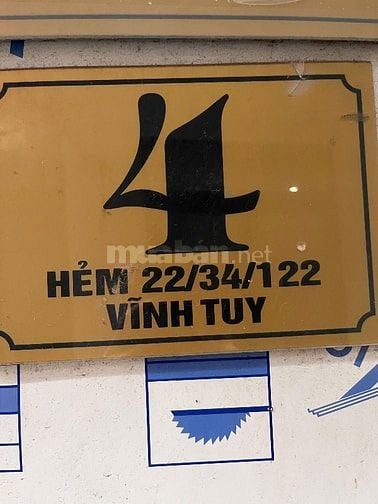 4
muaban.net
HẺM 22/34/122
VĨNH TUY